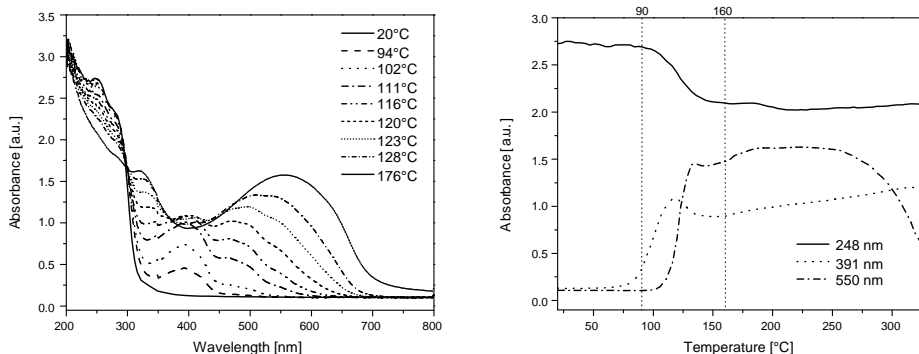 3.5
3.0
2.5
2.0
1.5
1.0
0.5
0.0
Absorbance [a.u.]
200 300 400 500 600 700 800
Wavelength [nm]
20°C
94°C
102°C
111°C
116°C
120°C
123°C
128°C
176°C
90 160
3.0
2.5
2.0
1.5
1.0
0.5
0.0
Absorbance [a.u.]
50 100 150 200 250 300
Temperature [°C]
248 nm
391 nm
550 nm